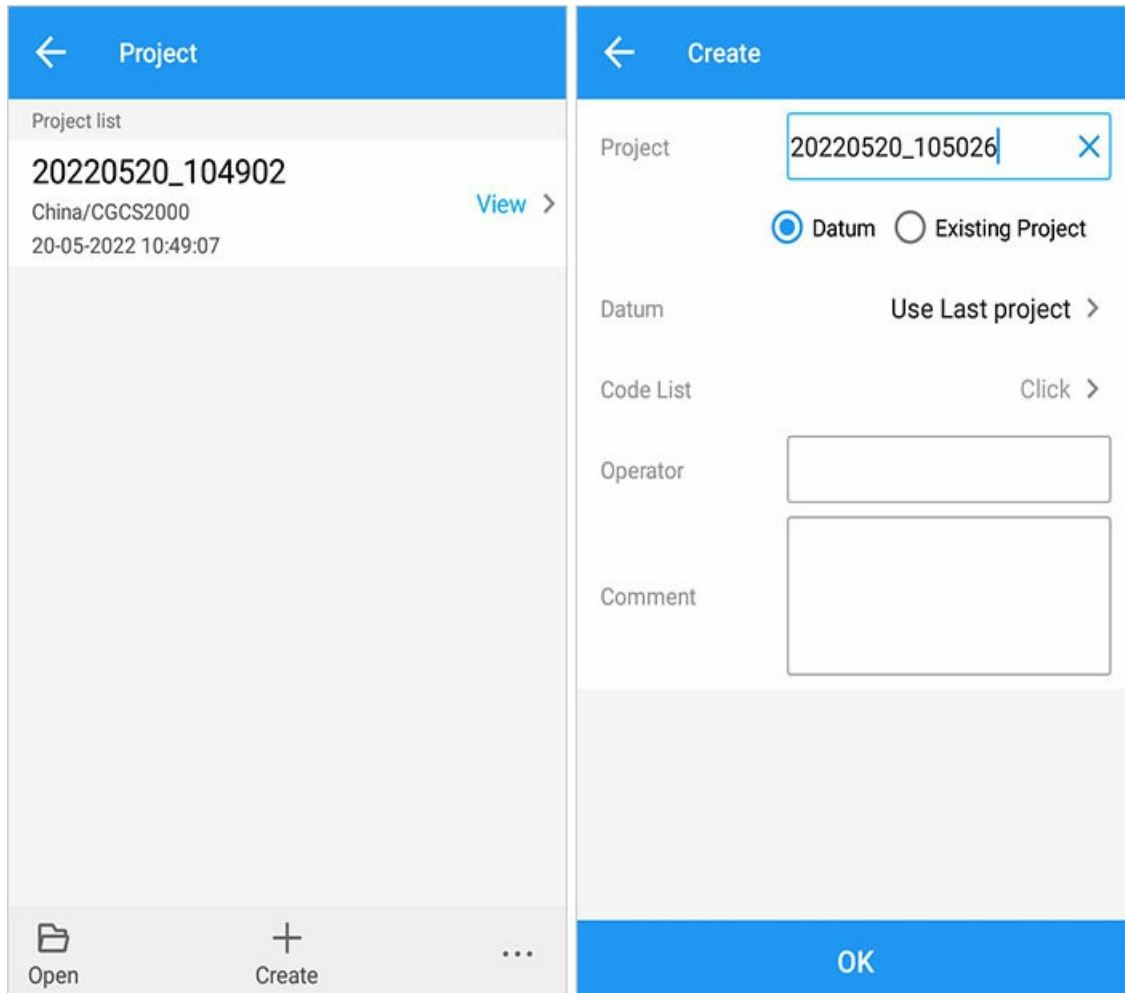 Project
Project list
20220520_104902
China/CGCS2000
View
20-05-2022 10:49:07
Open
Create
...
Create
Project
20220520_105026
Datum
Existing Project
Datum
Use Last project
Code List
Click
Operator
Comment
OK